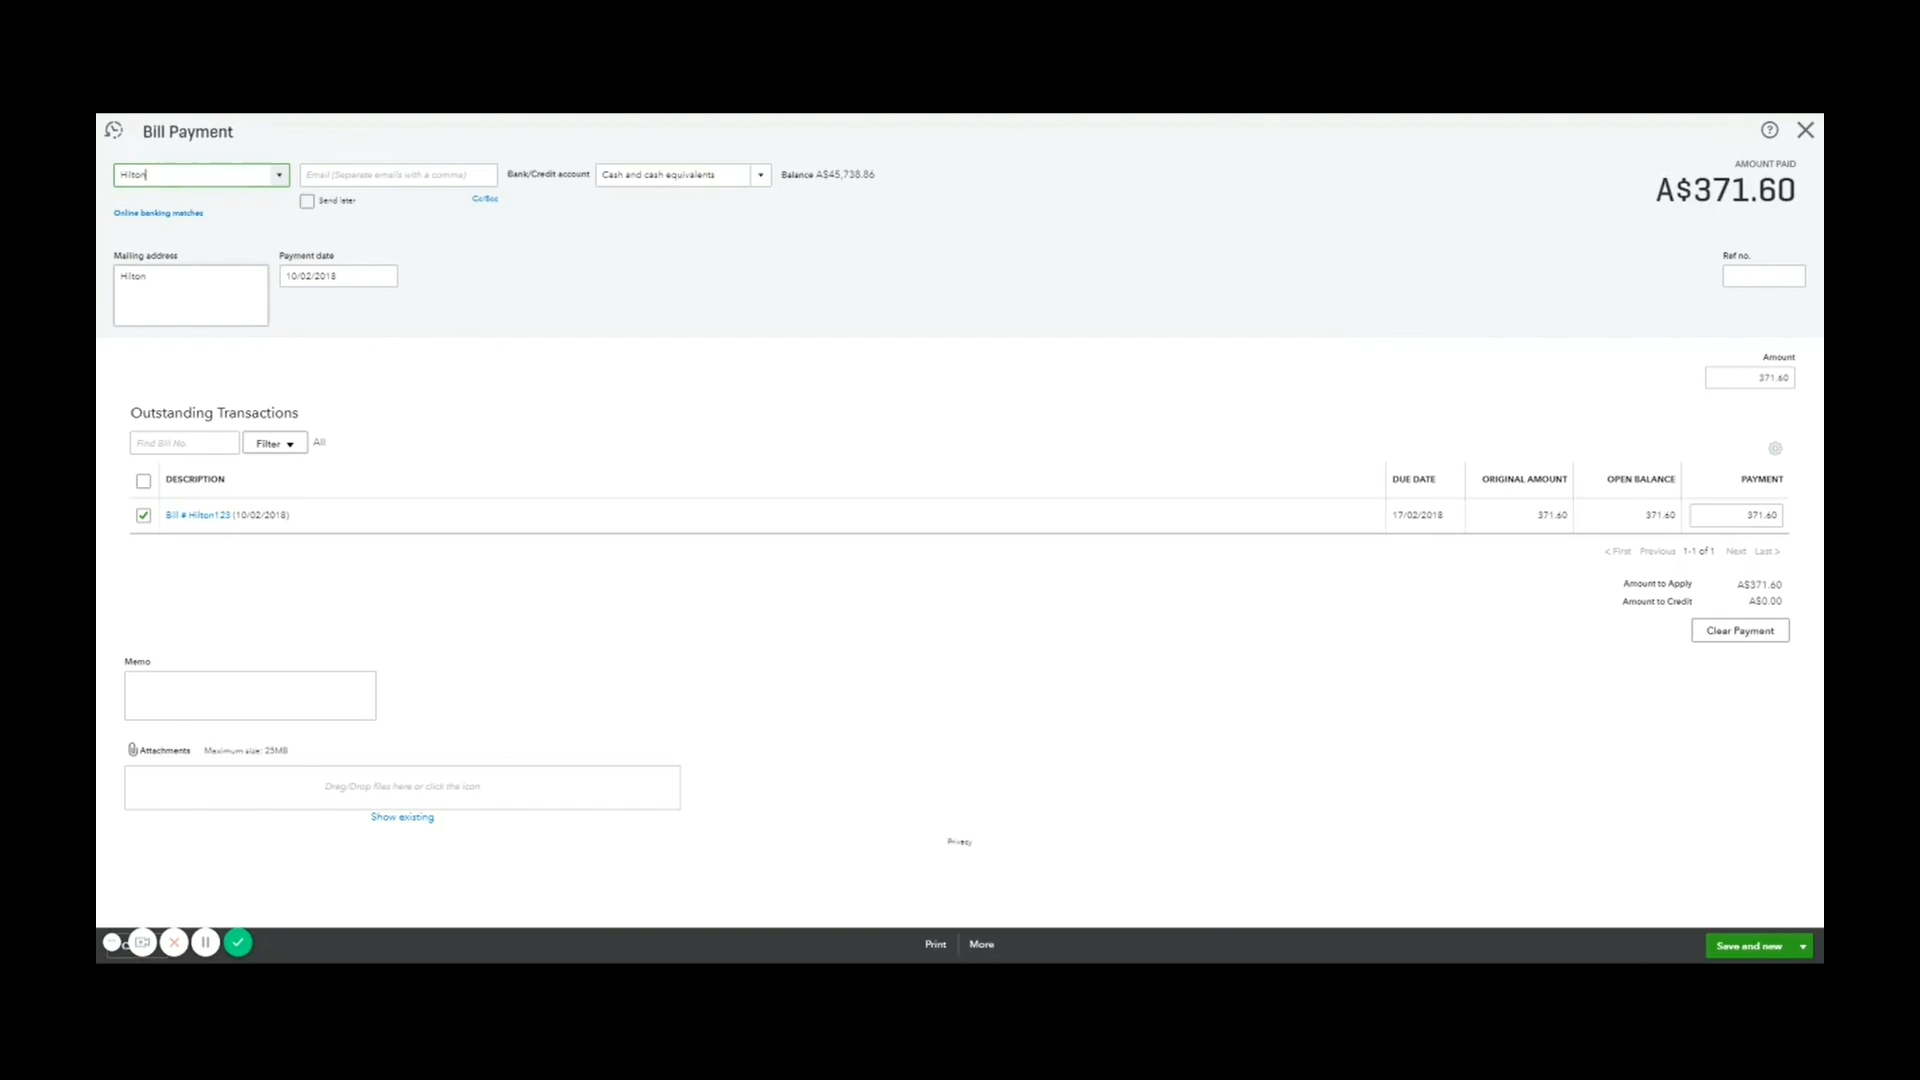 Bill Payment
AMOUNT PAID
A$371.60
Hilton
Email (Separate emails with a comma)
Bank/Credit account
Cash and cash equivalents
Balance A$45,738.86
Send later
Cc/Bcc
Online banking matches
Mailing address
Payment date
Ref no.
Hilton
10/02/2018
Amount
371.60
Outstanding Transactions
Find Bill No.
Filter
All
DESCRIPTION
DUE DATE
ORIGINAL AMOUNT
OPEN BALANCE
PAYMENT
Bill # Hilton123 (10/02/2018)
17/02/2018
371.60
371.60
371.60
< First Previous 1-1 of 1 Next Last >
Amount to Apply A$371.60
Amount to Credit A$0.00
Clear Payment
Memo
Attachments Maximum size: 25MB
Drag/Drop files here or click the icon
Show existing
Privacy
Print
More
Save and new